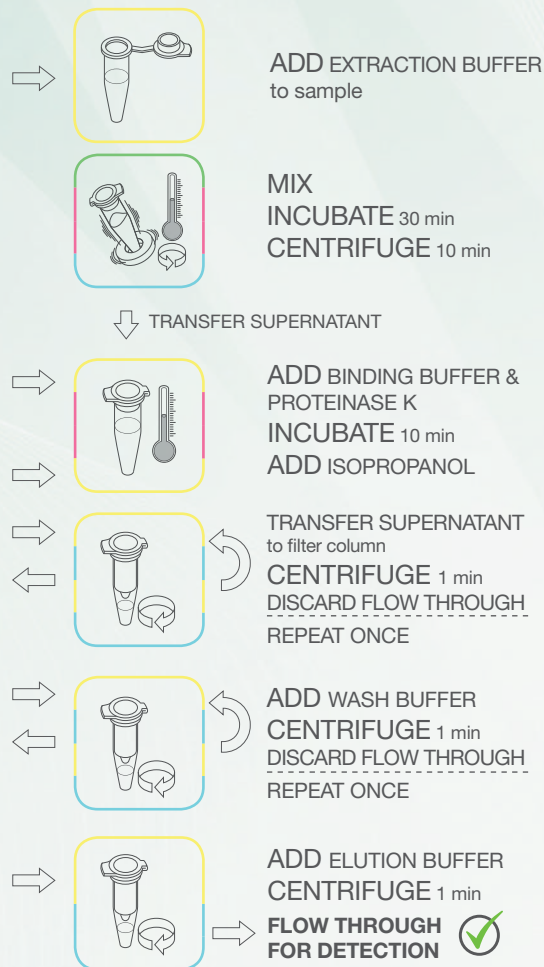 ADD EXTRACTION BUFFER
to sample
MIX
INCUBATE 30 min
CENTRIFUGE 10 min
TRANSFER SUPERNATANT
ADD BINDING BUFFER &
PROTEINASE K
INCUBATE 10 min
ADD ISOPROPANOL
TRANSFER SUPERNATANT
to filter column
CENTRIFUGE 1 min
DISCARD FLOW THROUGH
REPEAT ONCE
ADD WASH BUFFER
CENTRIFUGE 1 min
DISCARD FLOW THROUGH
REPEAT ONCE
ADD ELUTION BUFFER
CENTRIFUGE 1 min
FLOW THROUGH
FOR DETECTION